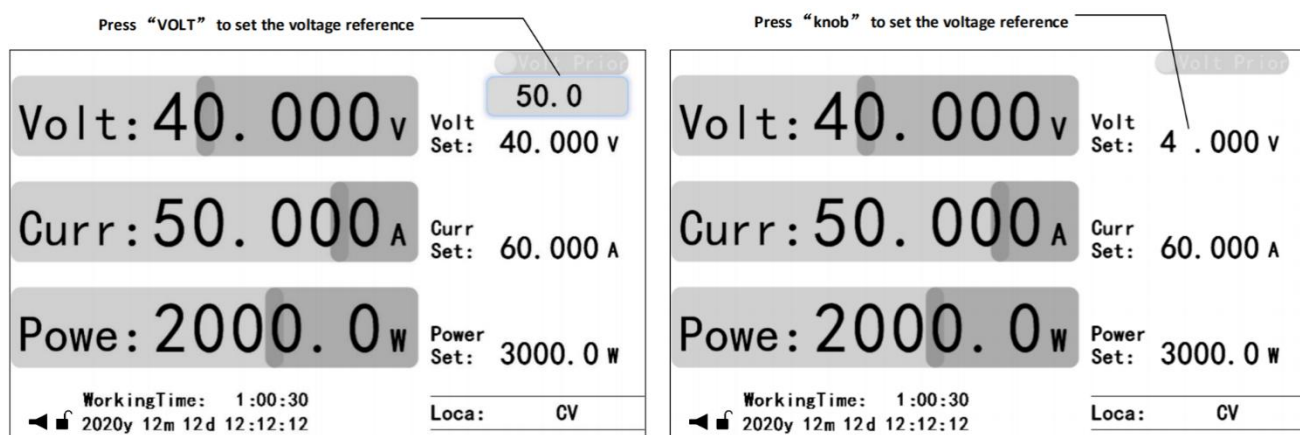 Press “VOLT” to set the voltage reference
Volt Prior
50.0
Volt: 40.000 V
Volt Set: 40.000 V
Curr: 50.000 A
Curr Set: 60.000 A
Powe: 2000.0 W
Power Set: 3000.0 W
WorkingTime: 1:00:30
2020y 12m 12d 12:12:12
Loca: CV
Press “knob” to set the voltage reference
Volt Prior
Volt: 40.000 V
Volt Set: 4 .000 V
Curr: 50.000 A
Curr Set: 60.000 A
Powe: 2000.0 W
Power Set: 3000.0 W
WorkingTime: 1:00:30
2020y 12m 12d 12:12:12
Loca: CV